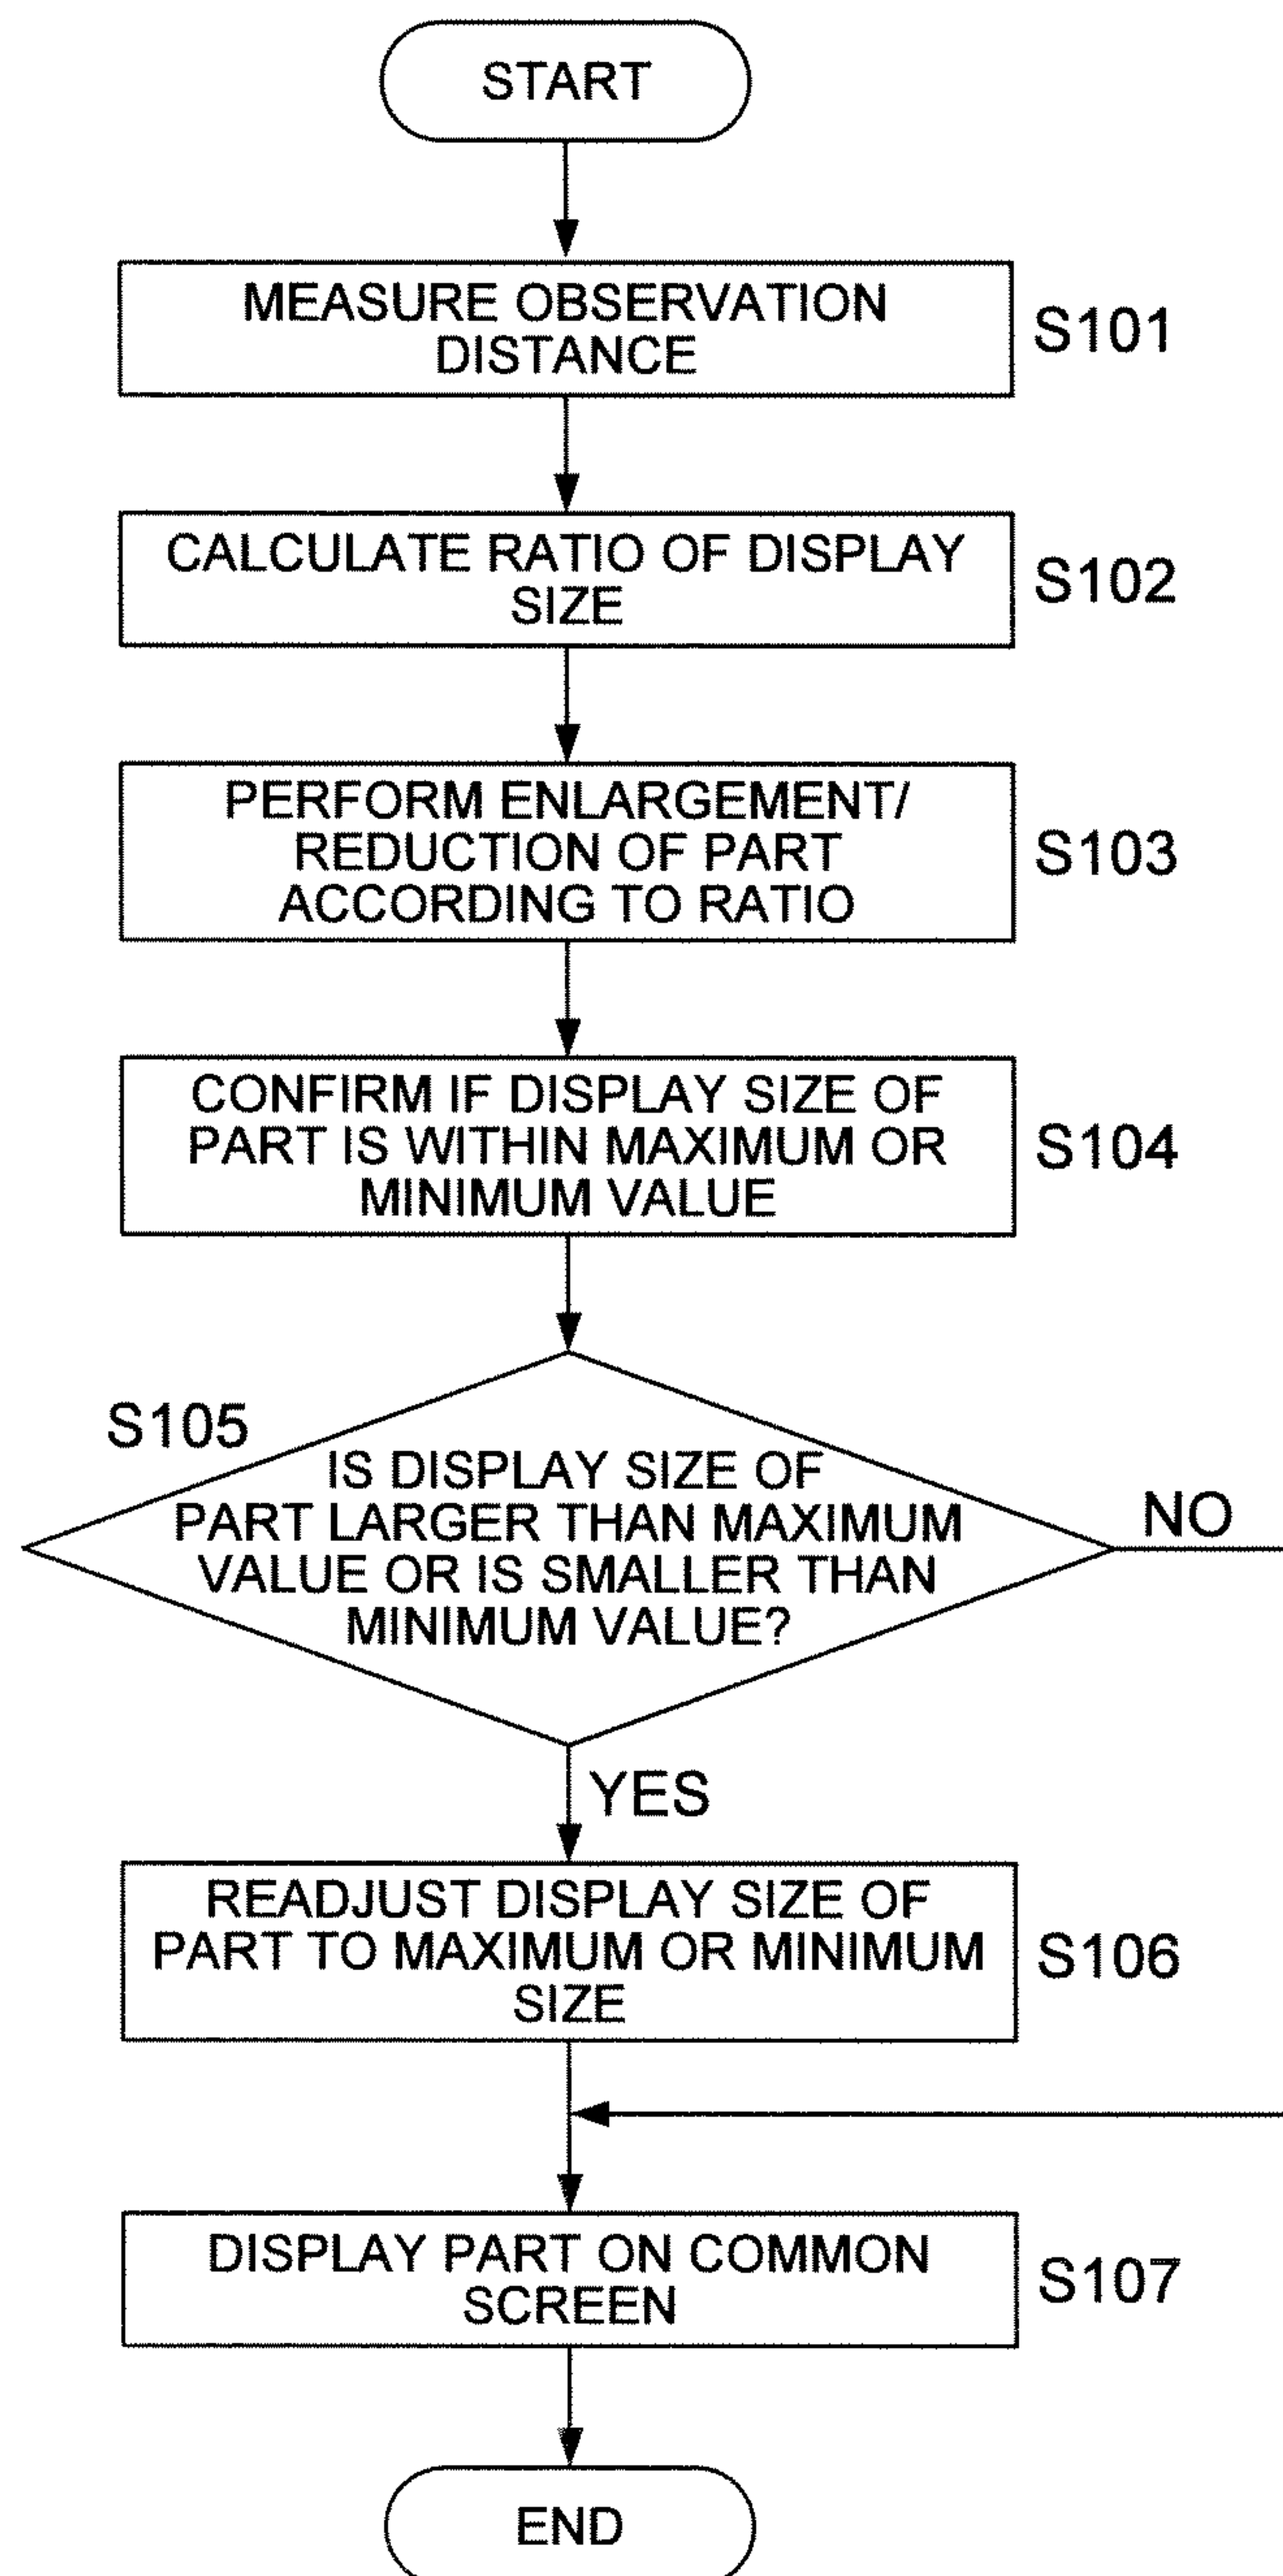 START
MEASURE OBSERVATION
DISTANCE
S101
CALCULATE RATIO OF DISPLAY
SIZE
S102
PERFORM ENLARGEMENT/
REDUCTION OF PART
ACCORDING TO RATIO
S103
CONFIRM IF DISPLAY SIZE OF
PART IS WITHIN MAXIMUM OR
MINIMUM VALUE
S104
S105
IS DISPLAY SIZE OF
PART LARGER THAN MAXIMUM
VALUE OR IS SMALLER THAN
MINIMUM VALUE?
NO
YES
READJUST DISPLAY SIZE OF
PART TO MAXIMUM OR MINIMUM
SIZE
S106
DISPLAY PART ON COMMON
SCREEN
S107
END